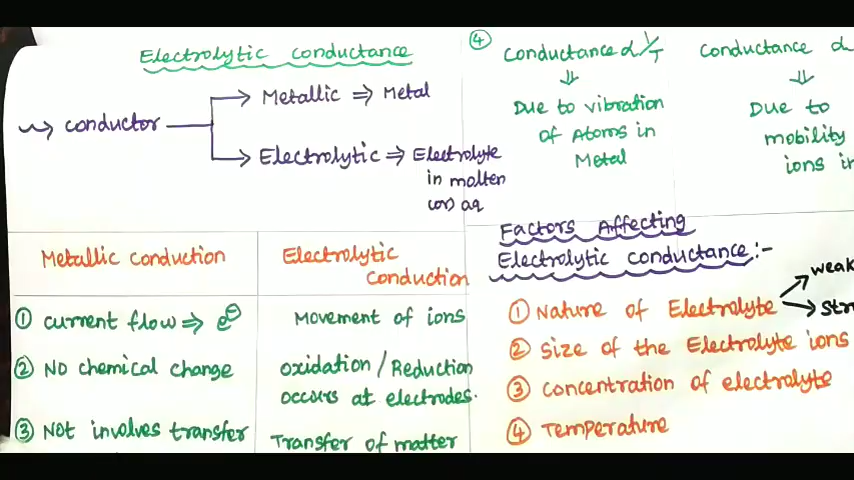 Electrolytic conductance
conductor
Metallic ⇒ Metal
Electrolytic ⇒ Electrolyte
in molten
(or) aq
Metallic conduction
Electrolytic
conduction
① current flow ⇒ e⊖
Movement of ions
② No chemical change
oxidation / Reduction
occurs at electrodes.
③ Not involves transfer
Transfer of matter
④ conductance α 1/T
⇓
Due to vibration
of Atoms in
Metal
conductance α
⇓
Due to
mobility
ions in
Factors Affecting
Electrolytic conductance:-
① Nature of Electrolyte
weak
str
② Size of the Electrolyte ions
③ Concentration of electrolyte
④ Temperature